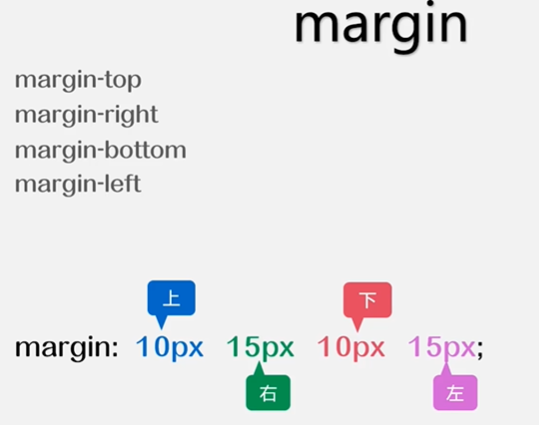 margin
margin-top
margin-right
margin-bottom
margin-left
上 下
margin: 10px 15px 10px 15px;
右 左